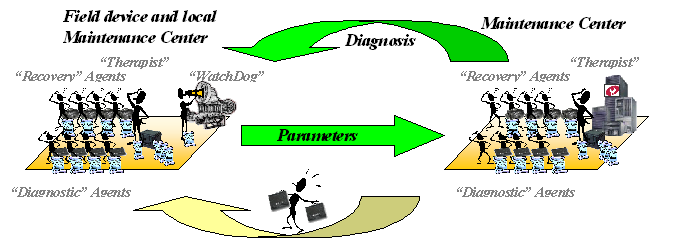 Field device and local
Maintenance Center
"Therapist"
"Recovery" Agents
"WatchDog"
"Diagnostic" Agents
Diagnosis
Parameters
Maintenance Center
"Therapist"
"Recovery" Agents
"Diagnostic" Agents